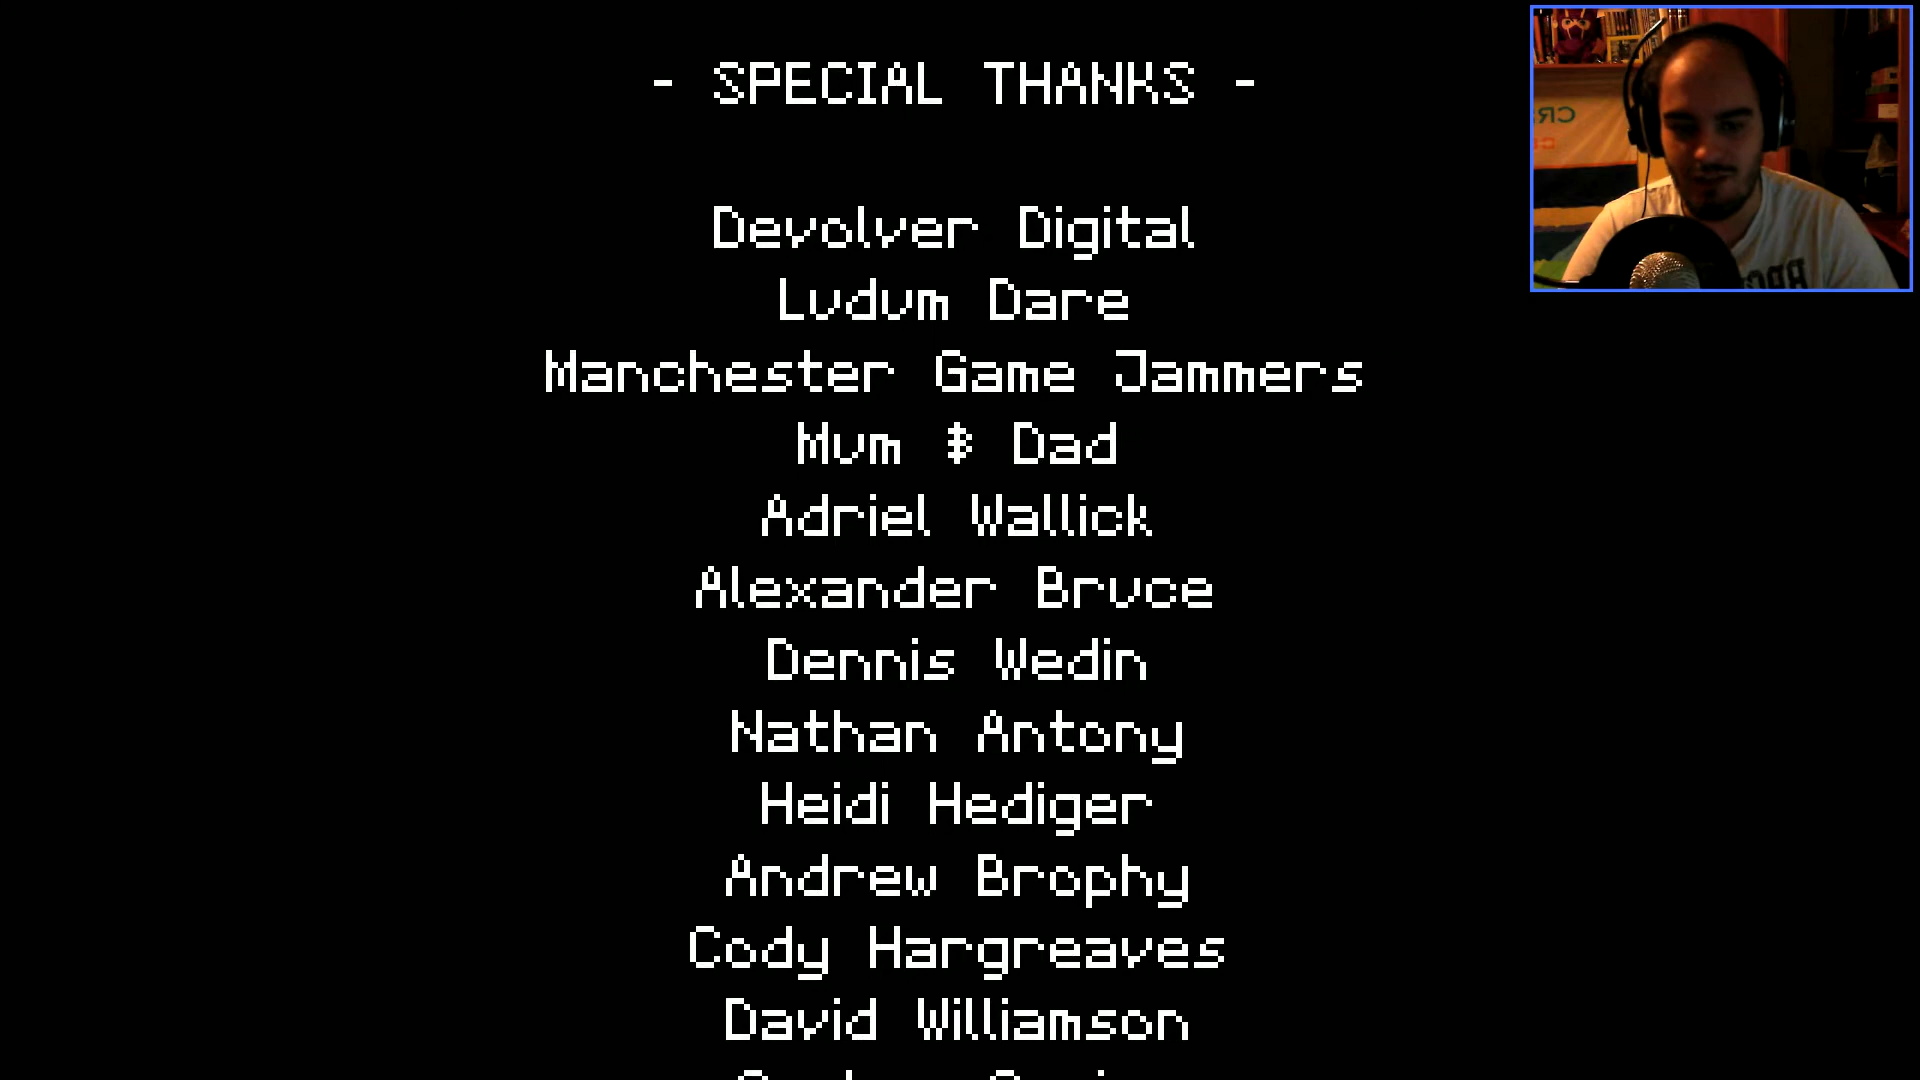 - SPECIAL THANKS -
Devolver Digital
Ludum Dare
Manchester Game Jammers
Mum & Dad
Adriel Wallick
Alexander Bruce
Dennis Wedin
Nathan Antony
Heidi Hediger
Andrew Brophy
Cody Hargreaves
David Williamson